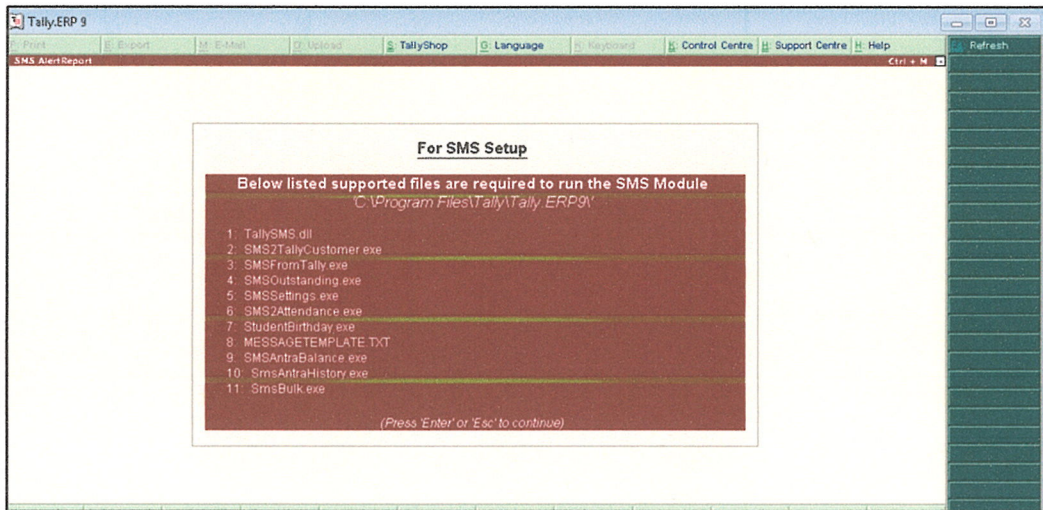 Tally.ERP 9
P: Print E: Export M: E-Mail O: Upload S: TallyShop G: Language K: Keyboard K: Control Centre H: Support Centre H: Help Refresh
SMS AlertReport Ctrl + M
For SMS Setup
Below listed supported files are required to run the SMS Module
'C:\Program Files\Tally\Tally.ERP9\'
1: TallySMS.dll
2: SMS2TallyCustomer.exe
3: SMSFromTally.exe
4: SMSOutstanding.exe
5: SMSSettings.exe
6: SMS2Attendance.exe
7: StudentBirthday.exe
8: MESSAGETEMPLATE.TXT
9: SMSAntraBalance.exe
10: SmsAntraHistory.exe
11: SmsBulk.exe
(Press 'Enter' or 'Esc' to continue)